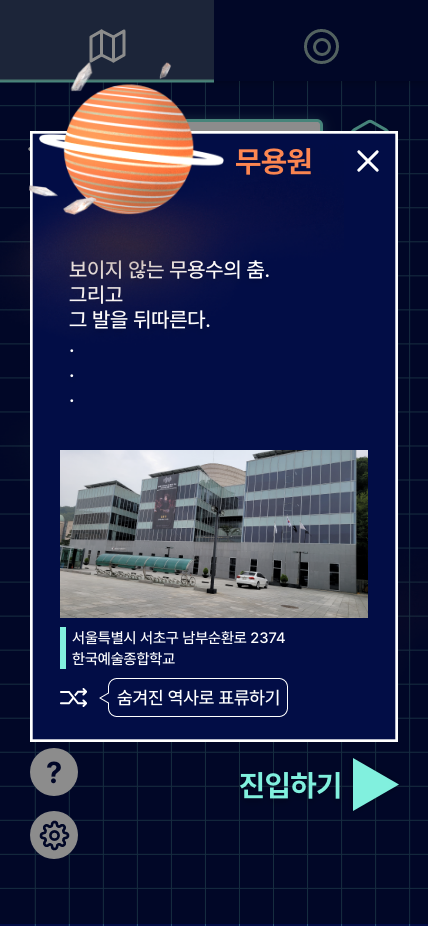 무용원
보이지 않는 무용수의 춤.
그리고
그 발을 뒤따른다.
.
.
.
서울특별시 서초구 남부순환로 2374
한국예술종합학교
숨겨진 역사로 표류하기
?
진입하기